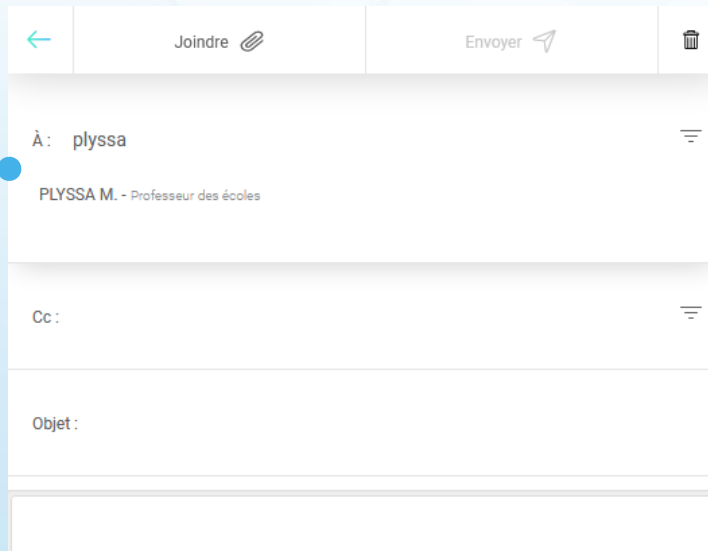 Joindre Envoyer
À : plyssa
PLYSSA M. - Professeur des écoles
Cc :
Objet :